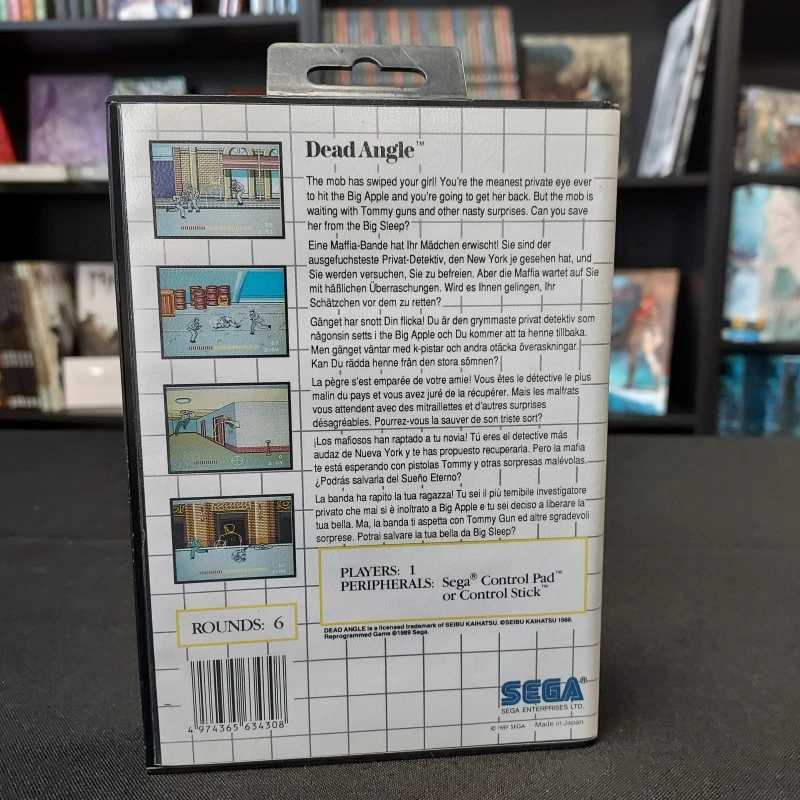 Dead Angle™
The mob has swiped your girl! You're the meanest private eye ever
to hit the Big Apple and you're going to get her back. But the mob is
waiting with Tommy guns and other nasty surprises. Can you save
her from the Big Sleep?
Eine Maffia-Bande hat Ihr Mädchen erwischt! Sie sind der
ausgefuchsteste Privat-Detektiv, den New York je gesehen hat, und
Sie werden versuchen, Sie zu befreien. Aber die Maffia wartet auf Sie
mit häßlichen Überraschungen. Wird es Ihnen gelingen, Ihr
Schätzchen vor dem zu retten?
Gänget har snott Din flicka! Du är den grymmaste privat detektiv som
någonsin setts i the Big Apple och Du kommer att ta henne tillbaka.
Men gänget väntar med k-pistar och andra otäcka överaskningar.
Kan Du rädda henne från den stora sömnen?
La pègre s'est emparée de votre amie! Vous êtes le détective le plus
malin du pays et vous avez juré de la récupérer. Mais les malfrats
vous attendent avec des mitraillettes et d'autres surprises
désagréables. Pourrez-vous la sauver de son triste sort?
¡Los mafiosos han raptado a tu novia! Tú eres el detective más
audaz de Nueva York y te has propuesto recuperarla. Pero la mafia
te está esperando con pistolas Tommy y otras sorpresas malévolas.
¿Podrás salvarla del Sueño Eterno?
La banda ha rapito la tua ragazza! Tu sei il più temibile investigatore
privato che mai si è inoltrato a Big Apple e tu sei deciso a liberare la
tua bella. Ma, la banda ti aspetta con Tommy Gun ed altre sgradevoli
sorprese. Potrai salvare la tua bella da Big Sleep?
PLAYERS: 1
PERIPHERALS: Sega® Control Pad™
or Control Stick™
ROUNDS: 6
DEAD ANGLE is a licensed trademark of SEIBU KAIHATSU. ©SEIBU KAIHATSU 1988.
Reprogrammed Game ©1989 Sega.
4 974365 634308
SEGA®
SEGA ENTERPRISES LTD.
© 1989 SEGA Made in Japan